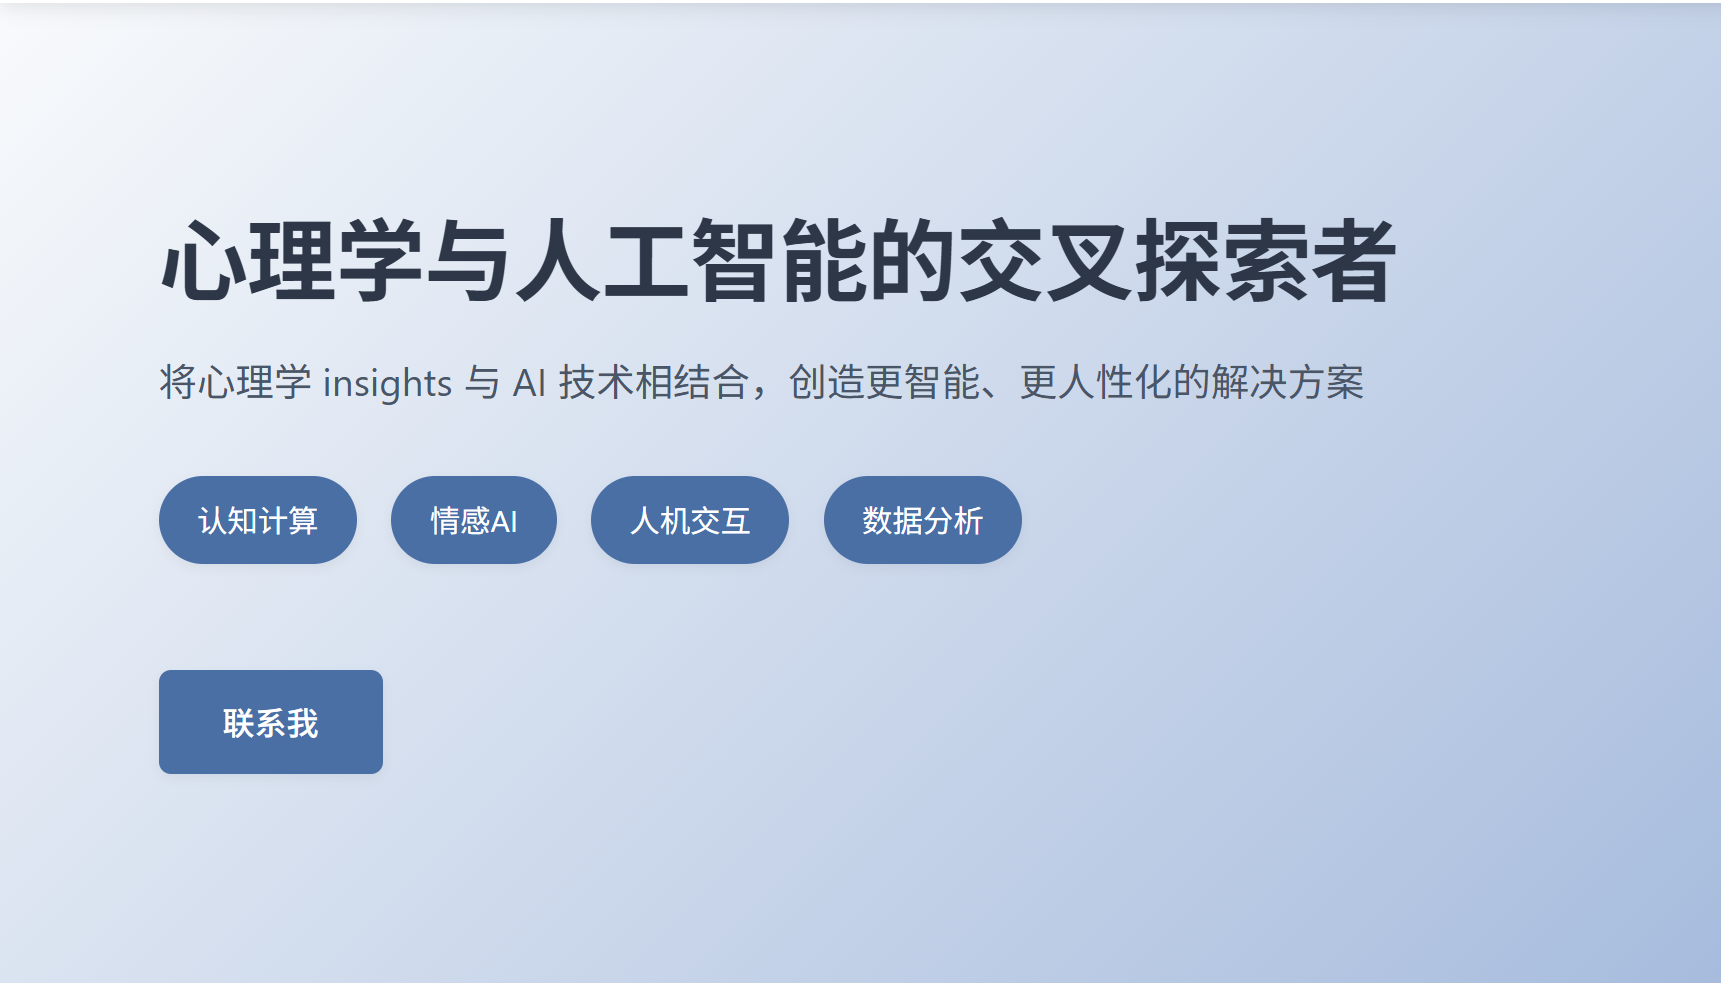 心理学与人工智能的交叉探索者
将心理学 insights 与 AI 技术相结合，创造更智能、更人性化的解决方案
认知计算 情感AI 人机交互 数据分析
联系我